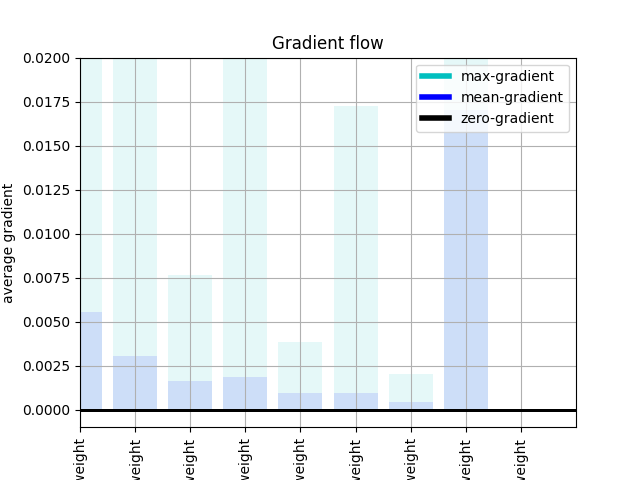 Gradient flow
average gradient
0.0200
0.0175
0.0150
0.0125
0.0100
0.0075
0.0050
0.0025
0.0000
max-gradient
mean-gradient
zero-gradient
weight
weight
weight
weight
weight
weight
weight
weight
weight